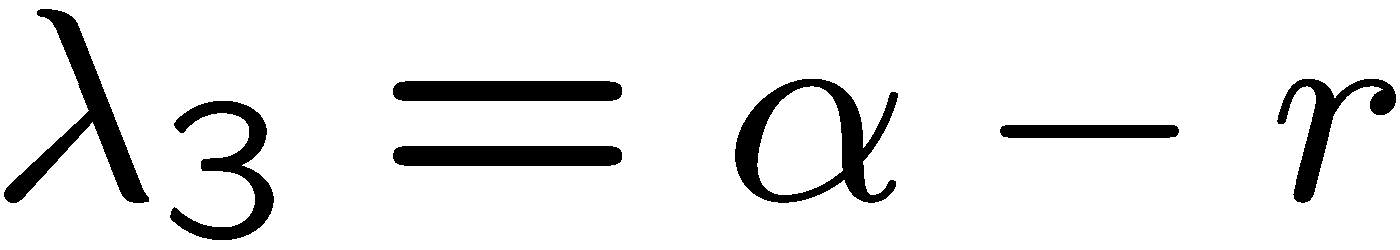 λ₃ = α − r